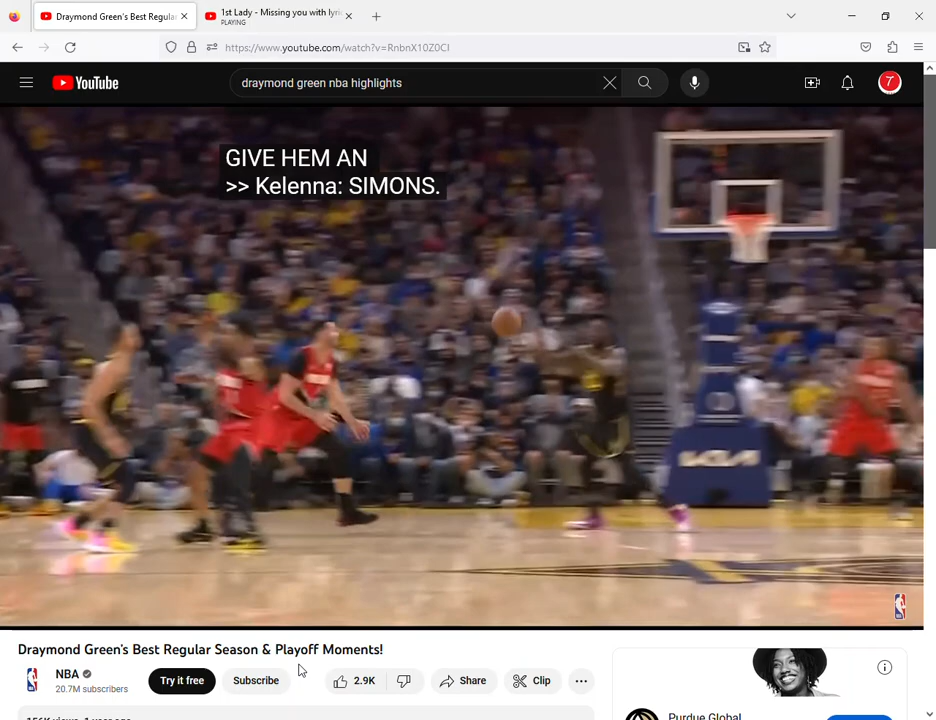 Draymond Green's Best Regula
1st Lady - Missing you with lyri
PLAYING
https://www.youtube.com/watch?v=RnbnX10Z0CI
YouTube
draymond green nba highlights
GIVE HEM AN
>> Kelenna: SIMONS.
KIA
Draymond Green's Best Regular Season & Playoff Moments!
NBA
20.7M subscribers
Try it free
Subscribe
2.9K
Share
Clip
Purdue Global